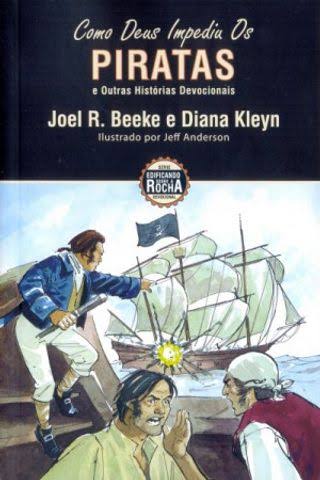 Como Deus Impediu Os
PIRATAS
e Outras Histórias Devocionais
Joel R. Beeke e Diana Kleyn
Ilustrado por Jeff Anderson
SÉRIE
EDIFICANDO
SOBRE A
ROCHA
DEVOCIONAL